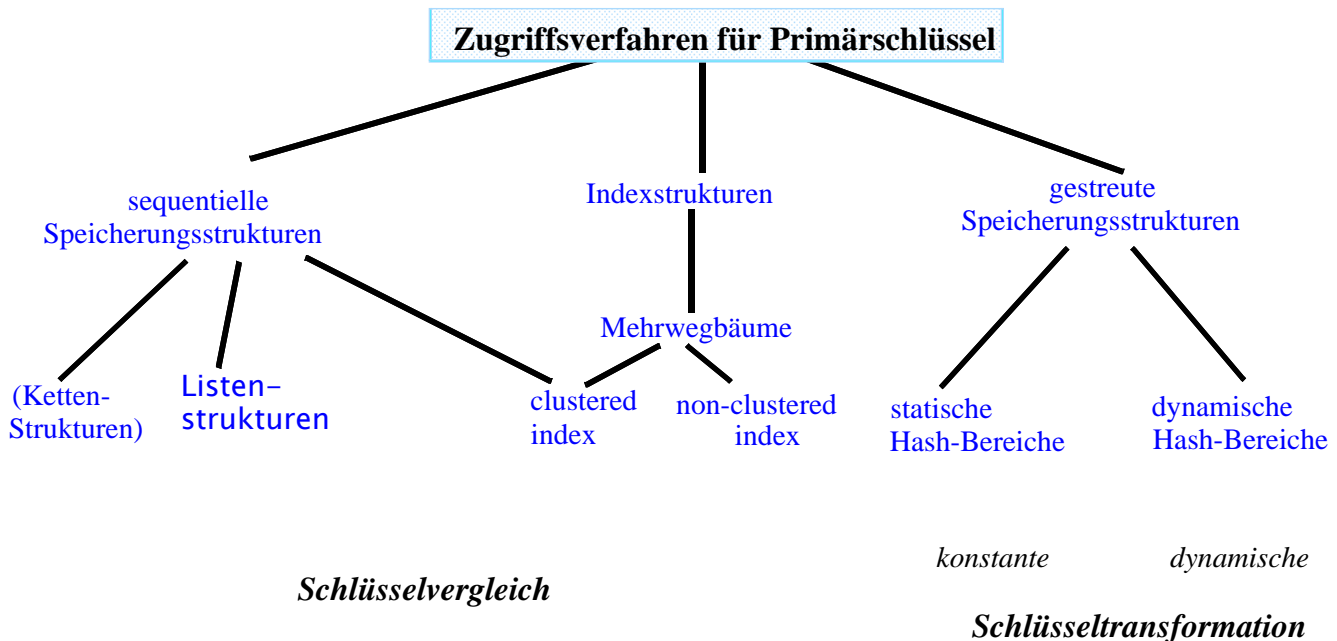 Zugriffsverfahren für Primärschlüssel
sequentielle
Speicherungsstrukturen
Indexstrukturen
gestreute
Speicherungsstrukturen
Mehrwegbäume
(Ketten-
Strukturen)
Listen-
strukturen
clustered
index
non-clustered
index
statische
Hash-Bereiche
dynamische
Hash-Bereiche
konstante
dynamische
Schlüsselvergleich
Schlüsseltransformation